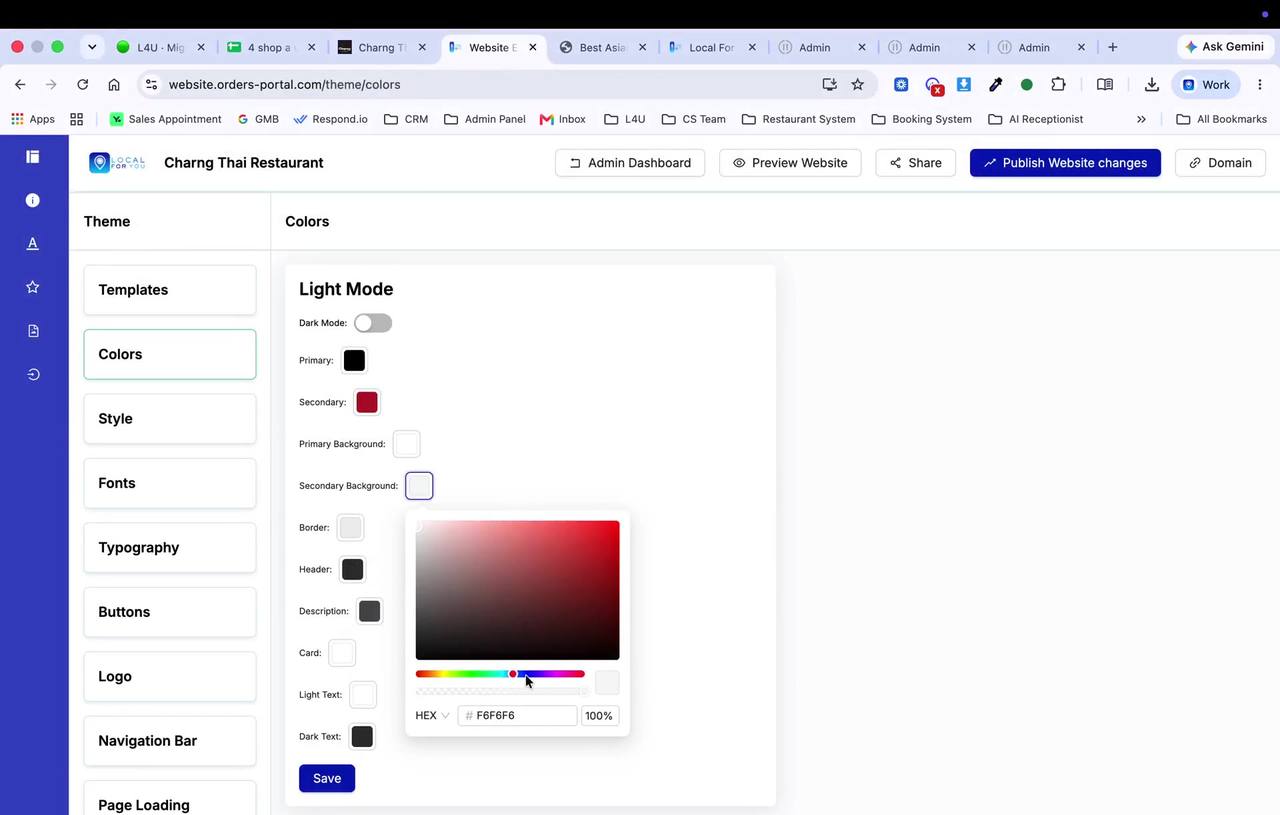 L4U · Mig
4 shop a
Charng T
Website E
Best Asia
Local For
Admin
Admin
Admin
Ask Gemini
website.orders-portal.com/theme/colors
Work
Apps
Sales Appointment
GMB
Respond.io
CRM
Admin Panel
Inbox
L4U
CS Team
Restaurant System
Booking System
AI Receptionist
All Bookmarks
LOCAL
FOR YOU
Charng Thai Restaurant
Admin Dashboard
Preview Website
Share
Publish Website changes
Domain
Theme
Colors
Templates
Colors
Style
Fonts
Typography
Buttons
Logo
Navigation Bar
Page Loading
Light Mode
Dark Mode:
Primary:
Secondary:
Primary Background:
Secondary Background:
Border:
Header:
Description:
Card:
Light Text:
Dark Text:
HEX
# F6F6F6
100%
Save